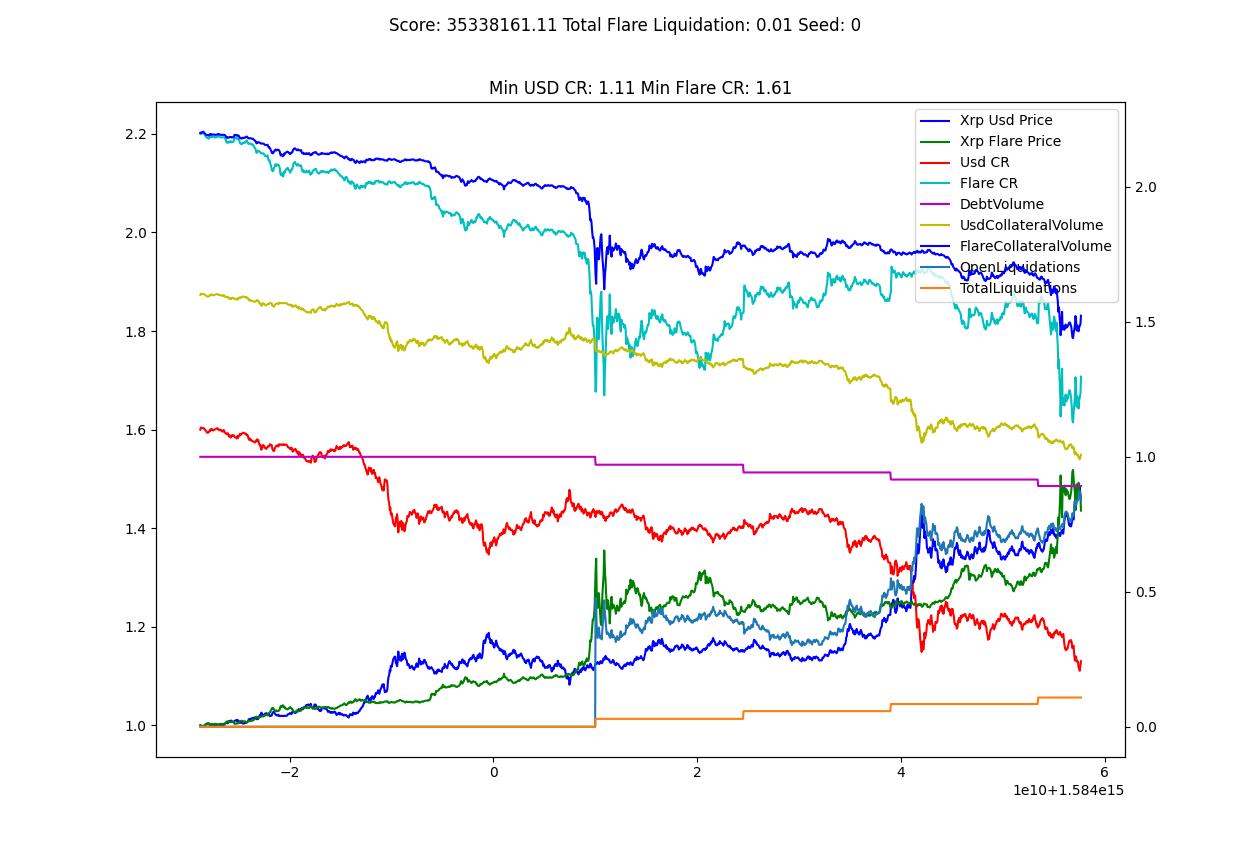 Score: 35338161.11 Total Flare Liquidation: 0.01 Seed: 0
Min USD CR: 1.11 Min Flare CR: 1.61
Xrp Usd Price
Xrp Flare Price
Usd CR
Flare CR
DebtVolume
UsdCollateralVolume
FlareCollateralVolume
OpenLiquidations
TotalLiquidations
2.2
2.0
1.8
1.6
1.4
1.2
1.0
2.0
1.5
1.0
0.5
0.0
−2 0 2 4 6
1e10+1.584e15